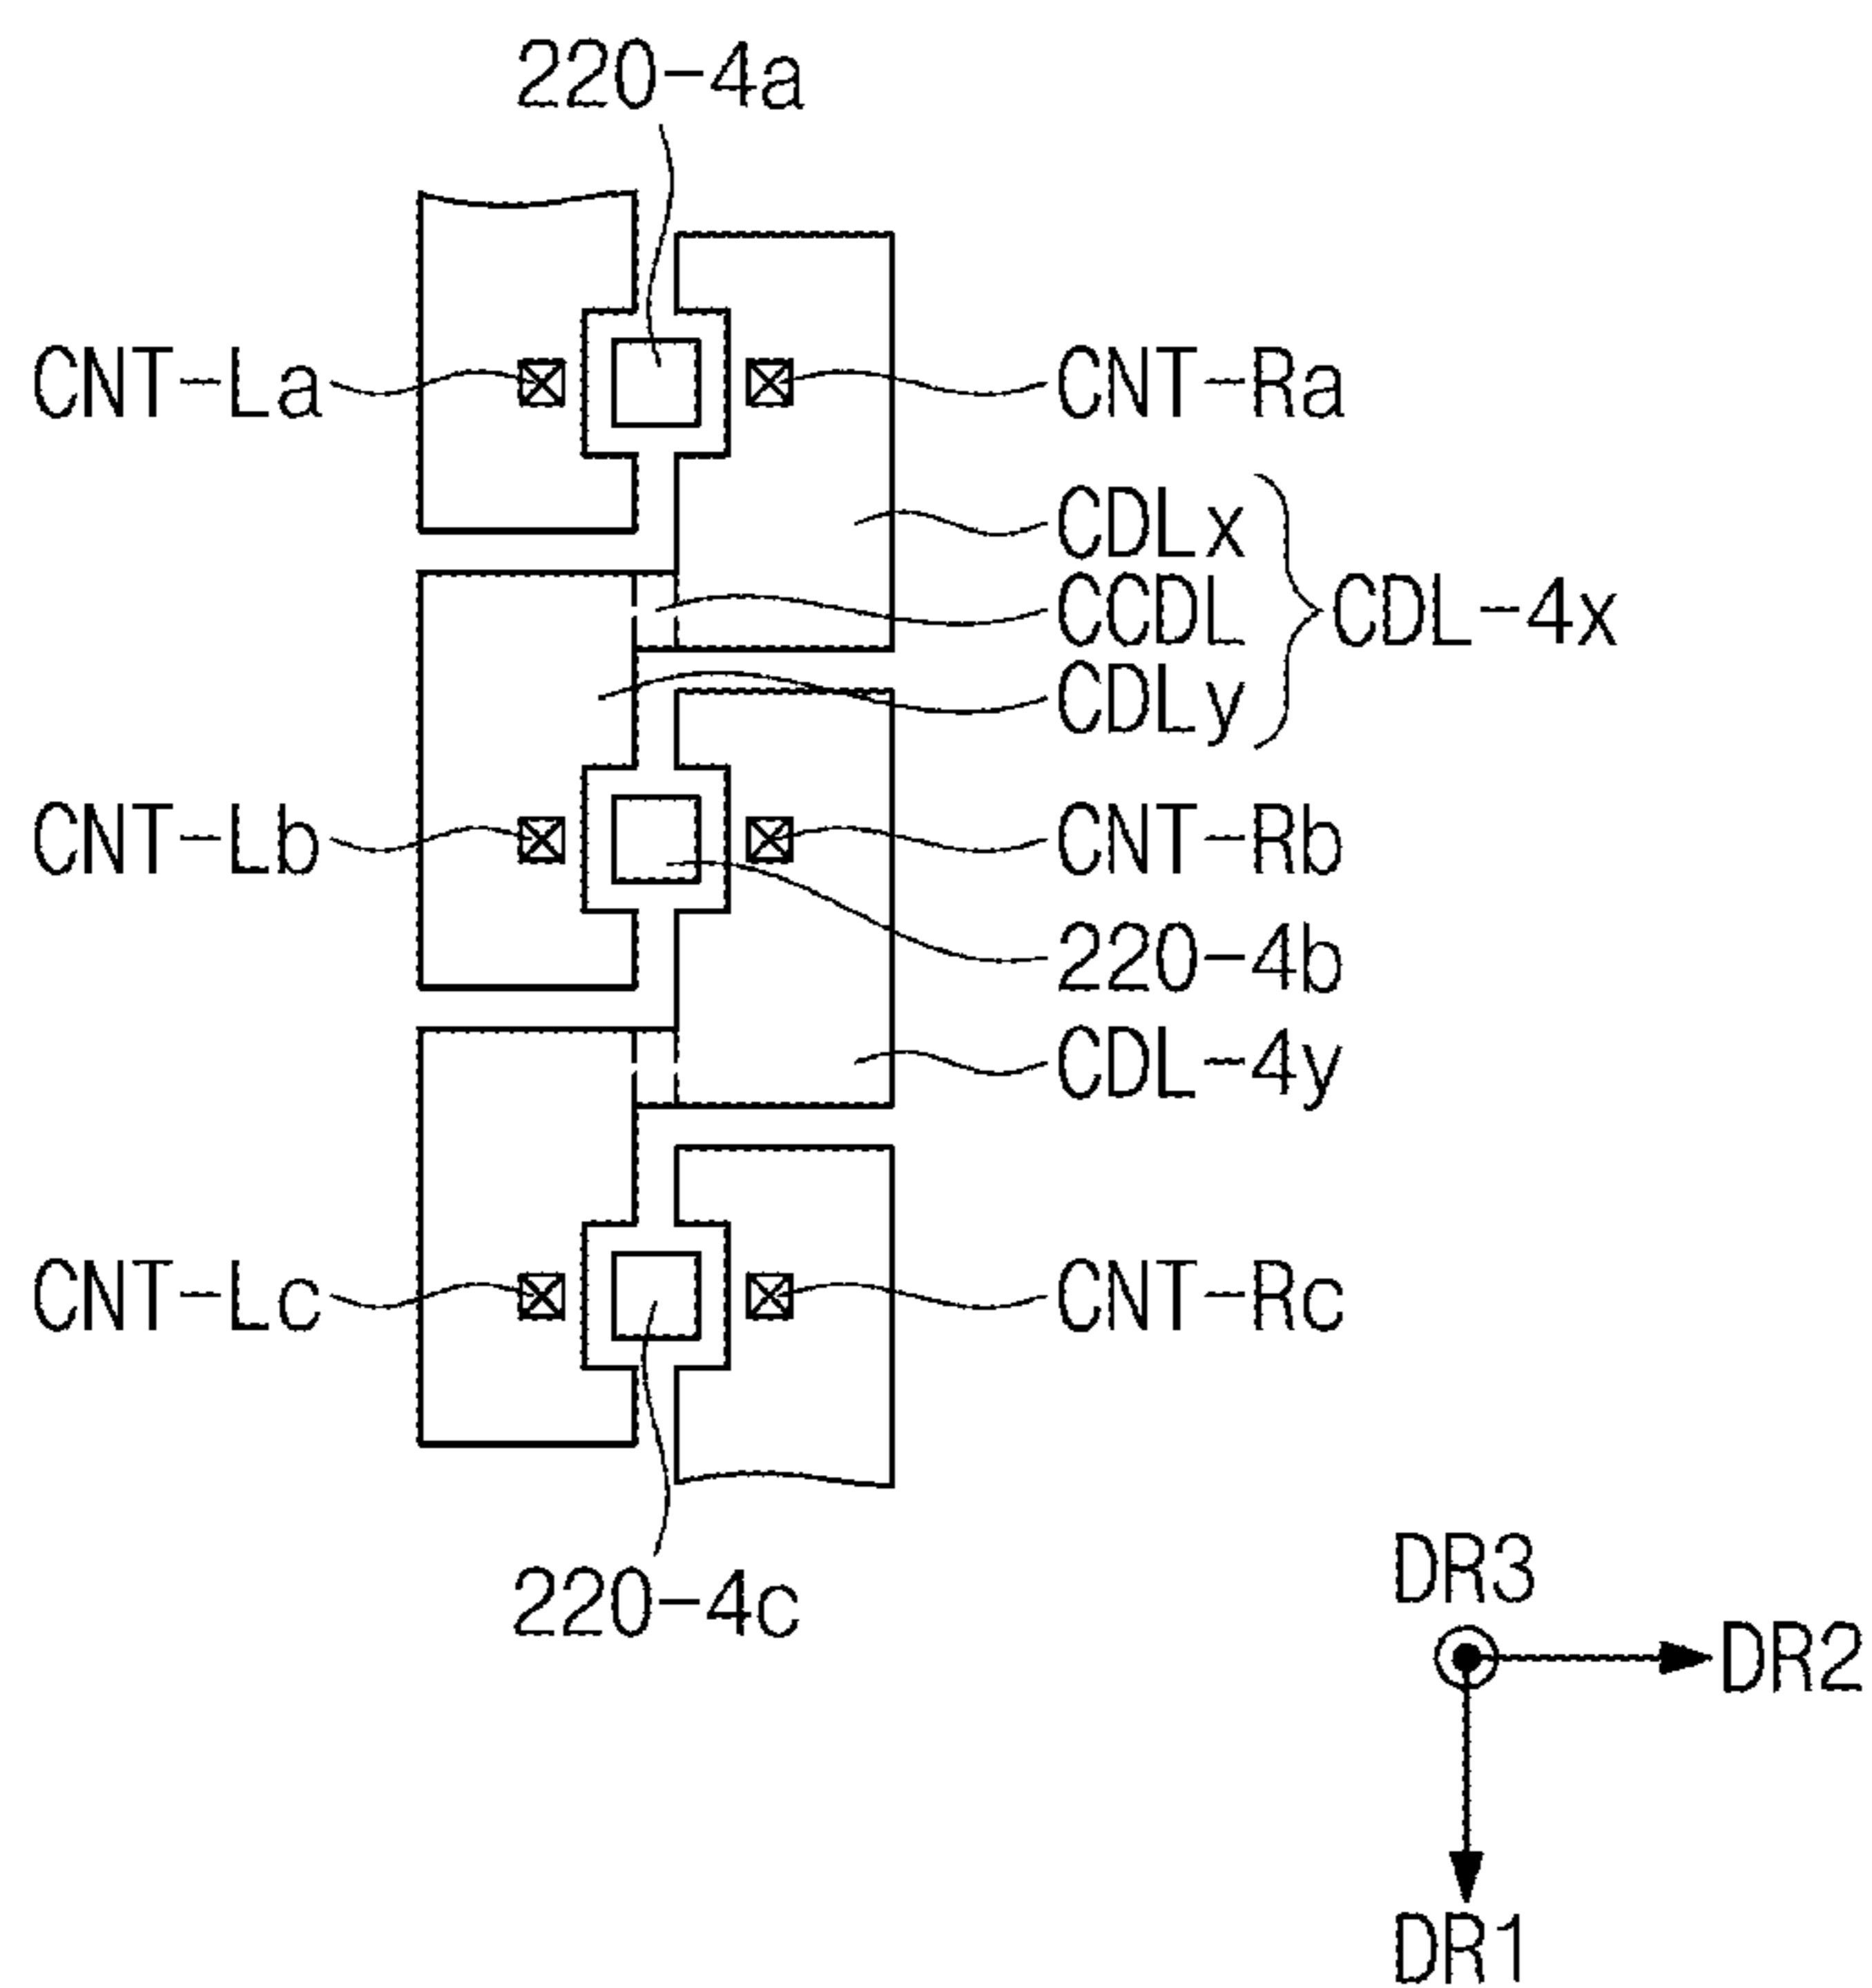 220-4a
CNT-La
CNT-Ra
CDLx
CCDL
CDL-4x
CDLy
CNT-Lb
CNT-Rb
220-4b
CDL-4y
CNT-Lc
CNT-Rc
220-4c
DR3
DR2
DR1